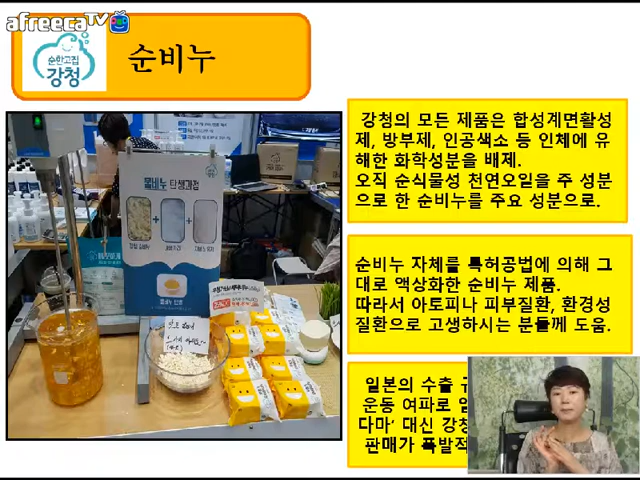 afreecaTV
순한고집
강청
순비누
강청의 모든 제품은 합성계면활성
제, 방부제, 인공색소 등 인체에 유
해한 화학성분을 배제.
오직 순식물성 천연오일을 주 성분
으로 한 순비누를 주요 성분으로.
물비누 탄생과정
순비누 자체를 특허공법에 의해 그
대로 액상화한 순비누 제품.
따라서 아토피나 피부질환, 환경성
질환으로 고생하시는 분들께 도움.
일본의 수출
운동 여파로
다마' 대신 강청
판매가 폭발적